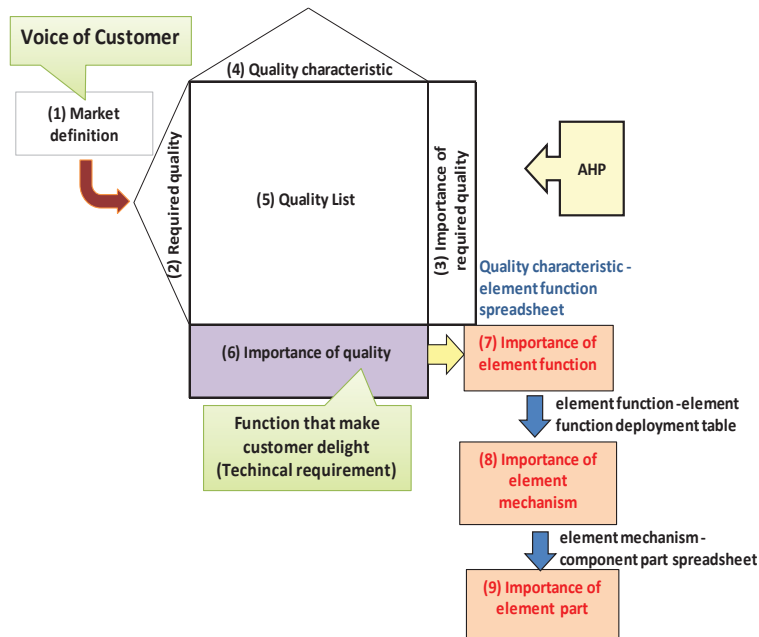 Voice of Customer
(1) Market
definition
(4) Quality characteristic
(2) Required quality
(5) Quality List
(3) Importance of
required quality
AHP
Quality characteristic -
element function
spreadsheet
(6) Importance of quality
(7) Importance of
element function
Function that make
customer delight
(Techincal requirement)
element function -element
function deployment table
(8) Importance of
element
mechanism
element mechanism -
component part spreadsheet
(9) Importance of
element part